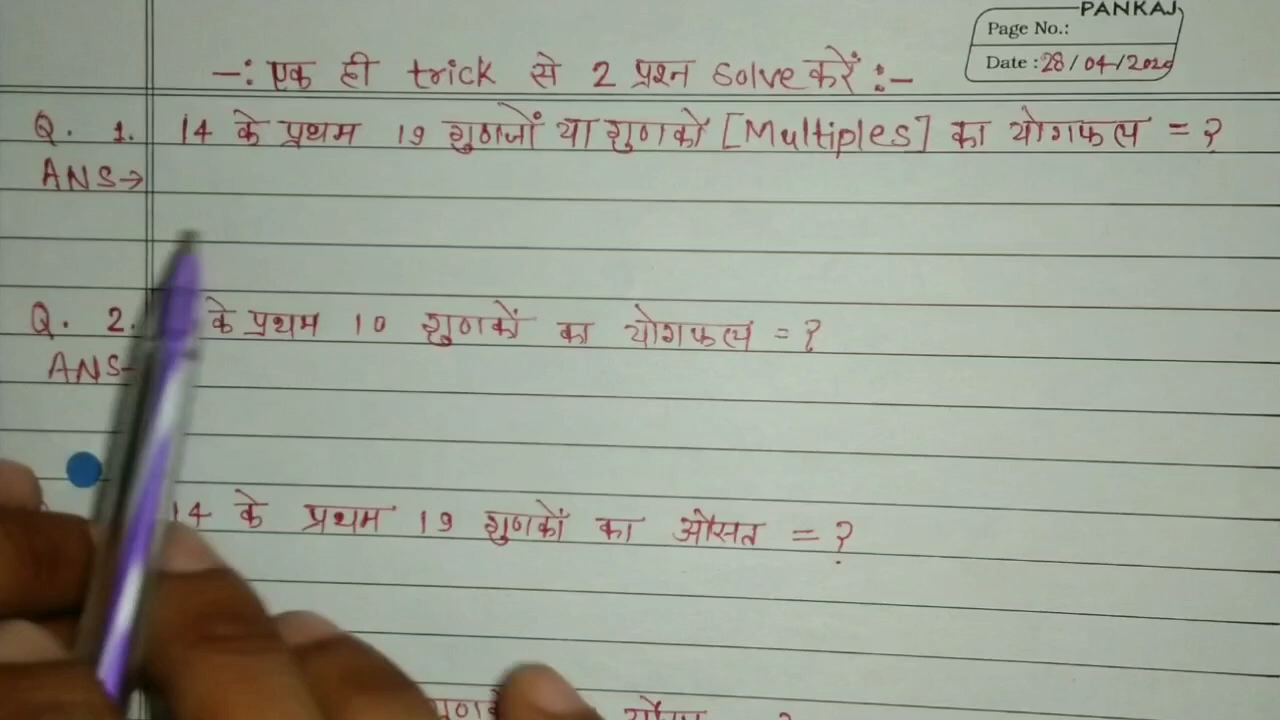 PANKAJ
Page No.:
Date : 28/04/2020
-: एक ही trick से 2 प्रश्न solve करें :-
Q. 1. 14 के प्रथम 19 गुणजों या गुणकों [Multiples] का योगफल = ?
ANS→
Q. 2. के प्रथम 10 गुणकों का योगफल = ?
ANS-
14 के प्रथम 19 गुणकों का औसत = ?